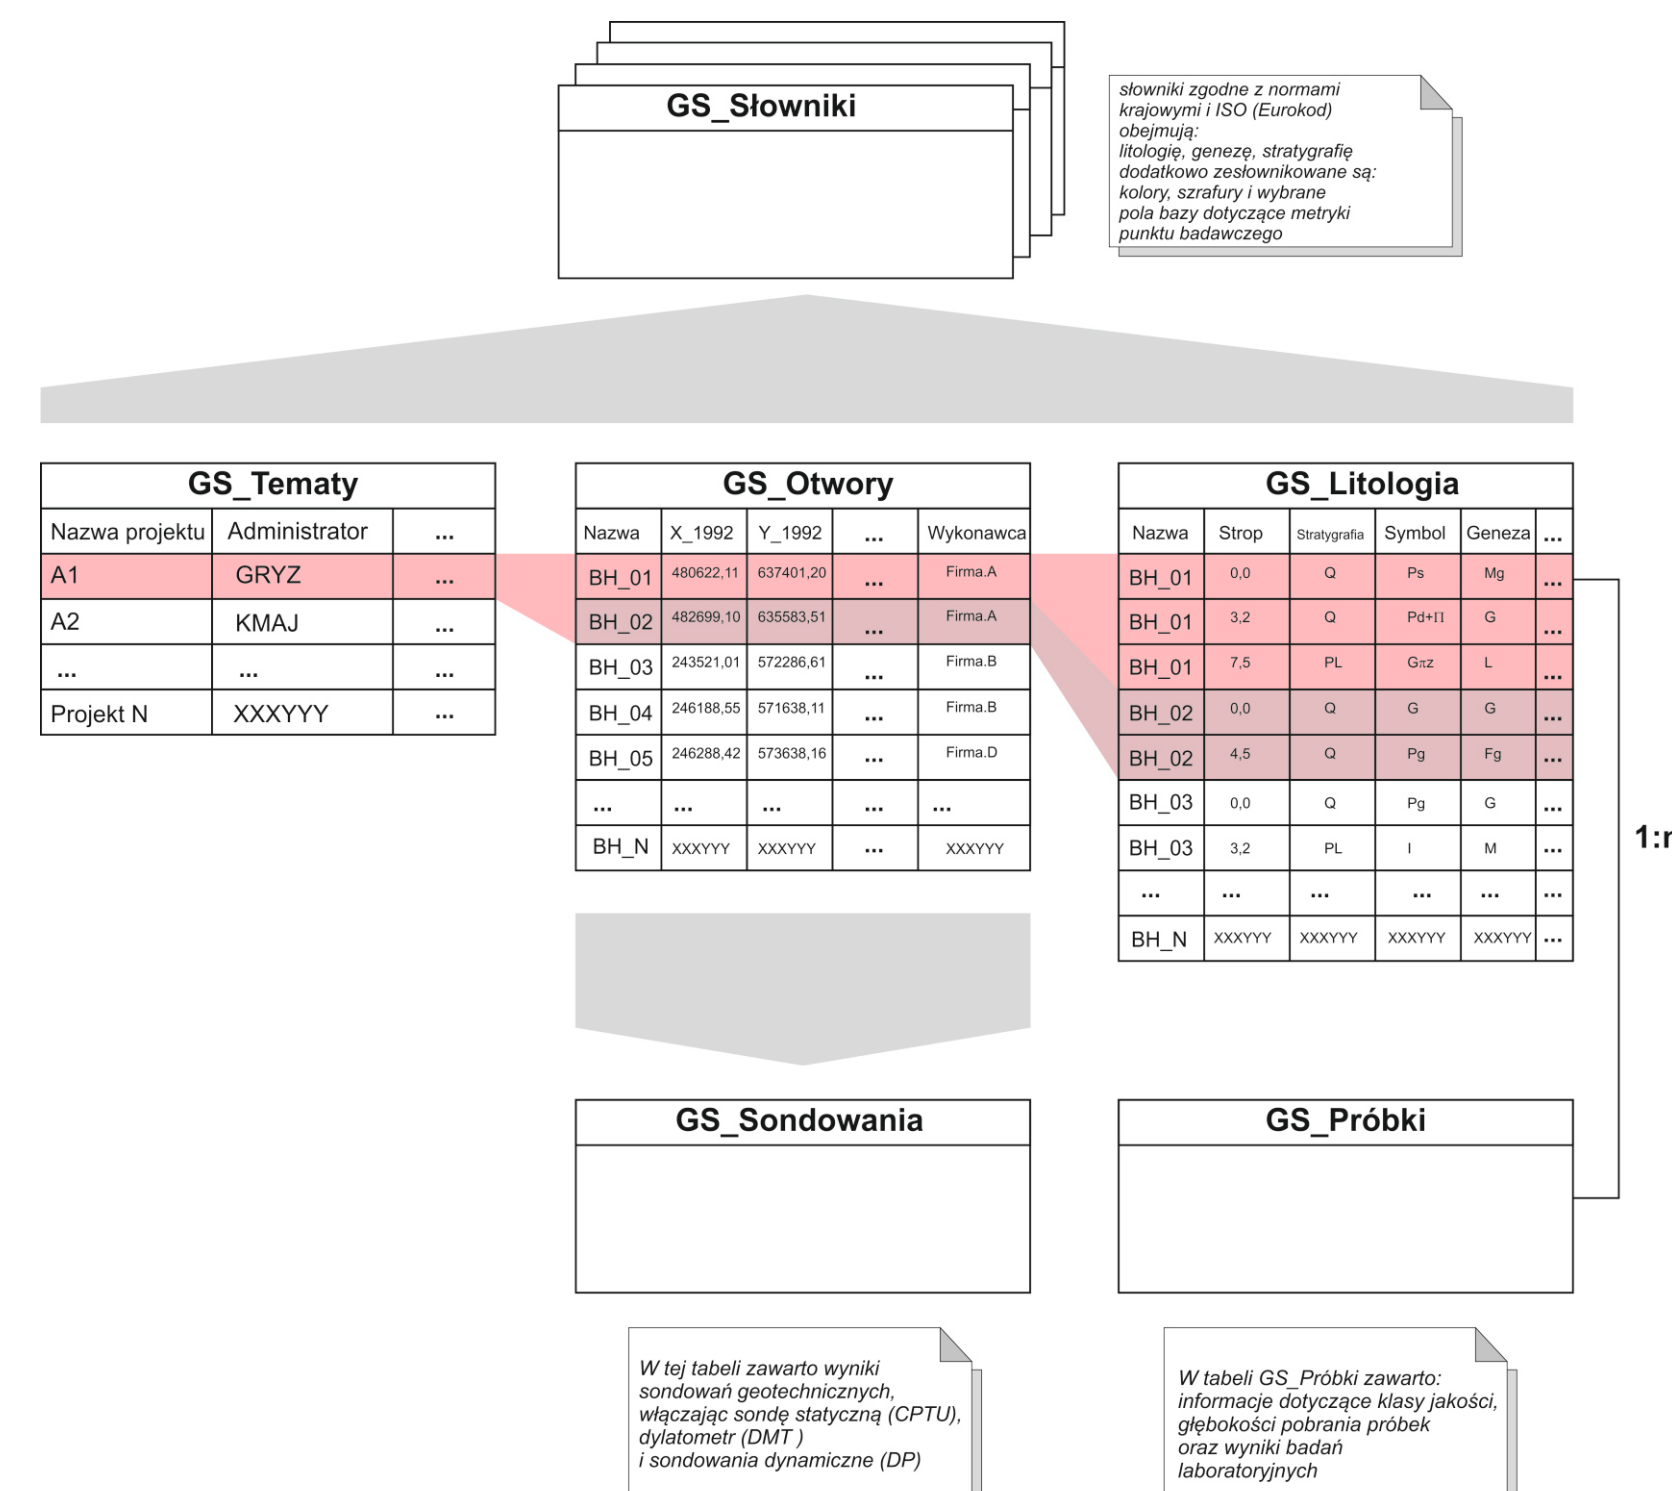 GS_Słowniki
słowniki zgodne z normami
krajowymi i ISO (Eurokod)
obejmują:
litologię, genezę, stratygrafię
dodatkowo zesłownikowane są:
kolory, szrafury i wybrane
pola bazy dotyczące metryki
punktu badawczego
GS_Tematy
Nazwa projektu Administrator ...
A1 GRYZ ...
A2 KMAJ ...
... ... ...
Projekt N XXXYYY ...
GS_Otwory
Nazwa X_1992 Y_1992 ... Wykonawca
BH_01 480622,11 637401,20 ... Firma.A
BH_02 482699,10 635583,51 ... Firma.A
BH_03 243521,01 572286,61 ... Firma.B
BH_04 246188,55 571638,11 ... Firma.B
BH_05 246288,42 573638,16 ... Firma.D
... ... ... ... ...
BH_N XXXYYY XXXYYY ... XXXYYY
GS_Litologia
Nazwa Strop Stratygrafia Symbol Geneza ...
BH_01 0,0 Q Ps Mg ...
BH_01 3,2 Q Pd+Π G ...
BH_01 7,5 PL Gπz L ...
BH_02 0,0 Q G G ...
BH_02 4,5 Q Pg Fg ...
BH_03 0,0 Q Pg G ...
BH_03 3,2 PL I M ...
... ... ... ... ... ...
BH_N XXXYYY XXXYYY XXXYYY XXXYYY ...
GS_Sondowania
GS_Próbki
W tej tabeli zawarto wyniki
sondowań geotechnicznych,
włączając sondę statyczną (CPTU),
dylatometr (DMT )
i sondowania dynamiczne (DP)
W tabeli GS_Próbki zawarto:
informacje dotyczące klasy jakości,
głębokości pobrania próbek
oraz wyniki badań
laboratoryjnych